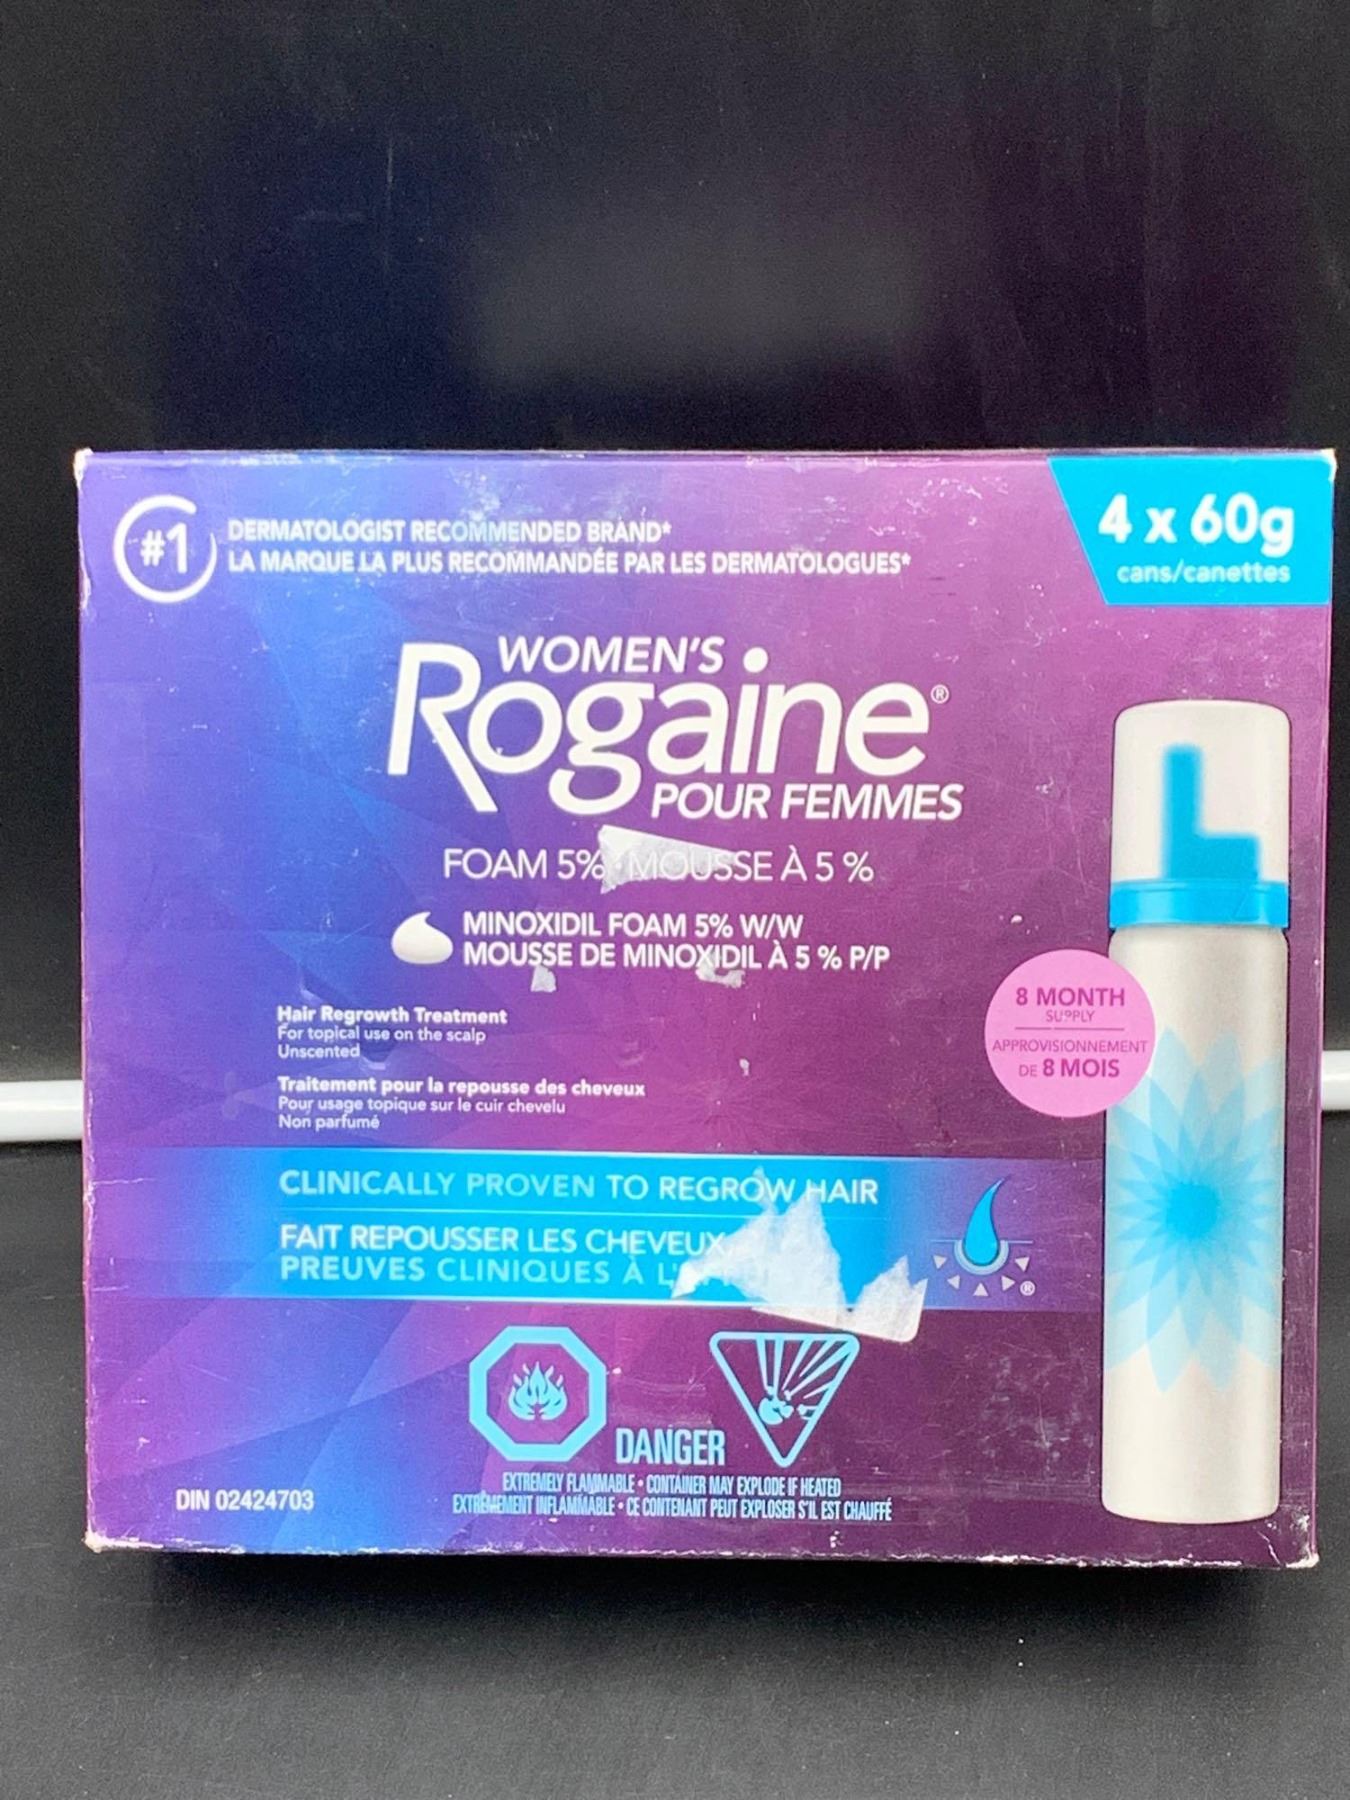 #1
DERMATOLOGIST RECOMMENDED BRAND*
LA MARQUE LA PLUS RECOMMANDÉE PAR LES DERMATOLOGUES*
4 x 60g
cans/canettes
WOMEN'S
Rogaine®
POUR FEMMES
FOAM 5% MOUSSE À 5 %
MINOXIDIL FOAM 5% W/W
MOUSSE DE MINOXIDIL À 5 % P/P
8 MONTH
SUPPLY
APPROVISIONNEMENT
DE 8 MOIS
Hair Regrowth Treatment
For topical use on the scalp
Unscented
Traitement pour la repousse des cheveux
Pour usage topique sur le cuir chevelu
Non parfumé
CLINICALLY PROVEN TO REGROW HAIR
FAIT REPOUSSER LES CHEVEUX,
PREUVES CLINIQUES À
®
DANGER
EXTREMELY FLAMMABLE • CONTAINER MAY EXPLODE IF HEATED
EXTRÊMEMENT INFLAMMABLE • CE CONTENANT PEUT EXPLOSER S'IL EST CHAUFFÉ
DIN 02424703